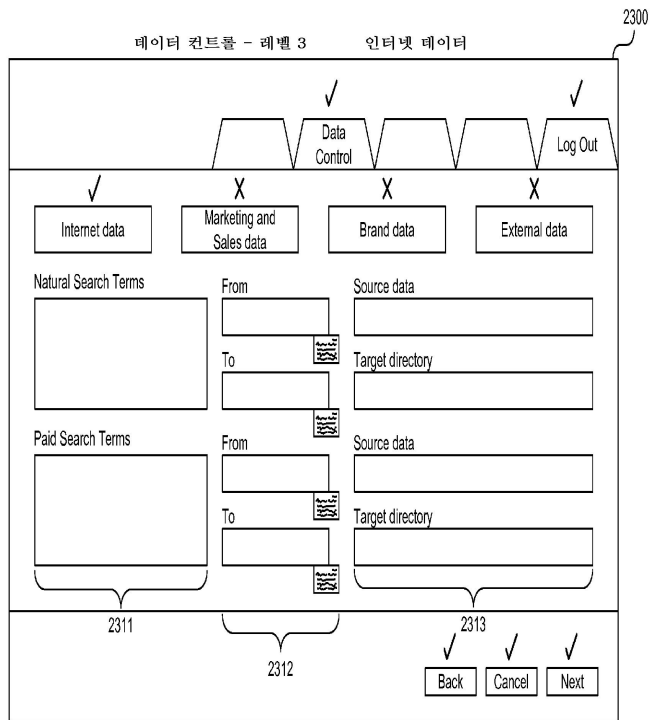 2300
데이터 컨트롤 - 레벨 3 인터넷 데이터
Data
Control
Log Out
Internet data
Marketing and
Sales data
Brand data
External data
Natural Search Terms
From
Source data
To
Target directory
Paid Search Terms
From
Source data
To
Target directory
2311
2312
2313
Back
Cancel
Next